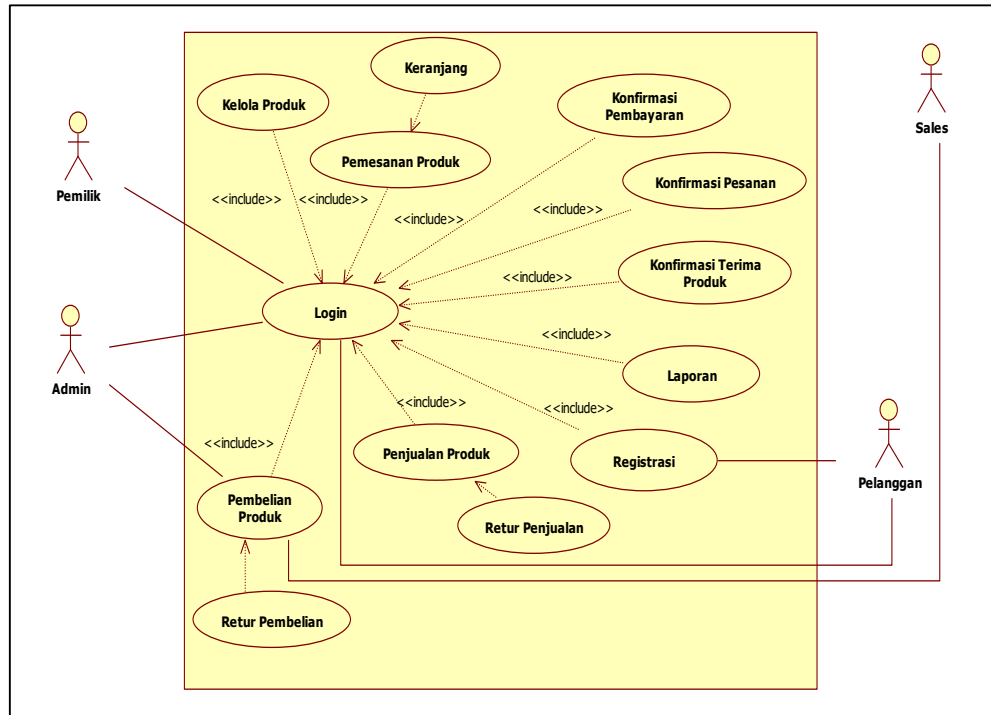 Keranjang
Kelola Produk
Konfirmasi
Pembayaran
Sales
Pemesanan Produk
Konfirmasi Pesanan
Pemilik
<<include>>
<<include>>
<<include>>
<<include>>
Konfirmasi Terima
Produk
<<include>>
Login
Admin
<<include>>
Laporan
<<include>>
<<include>>
<<include>>
Penjualan Produk
Registrasi
Pelanggan
Pembelian
Produk
Retur Penjualan
Retur Pembelian